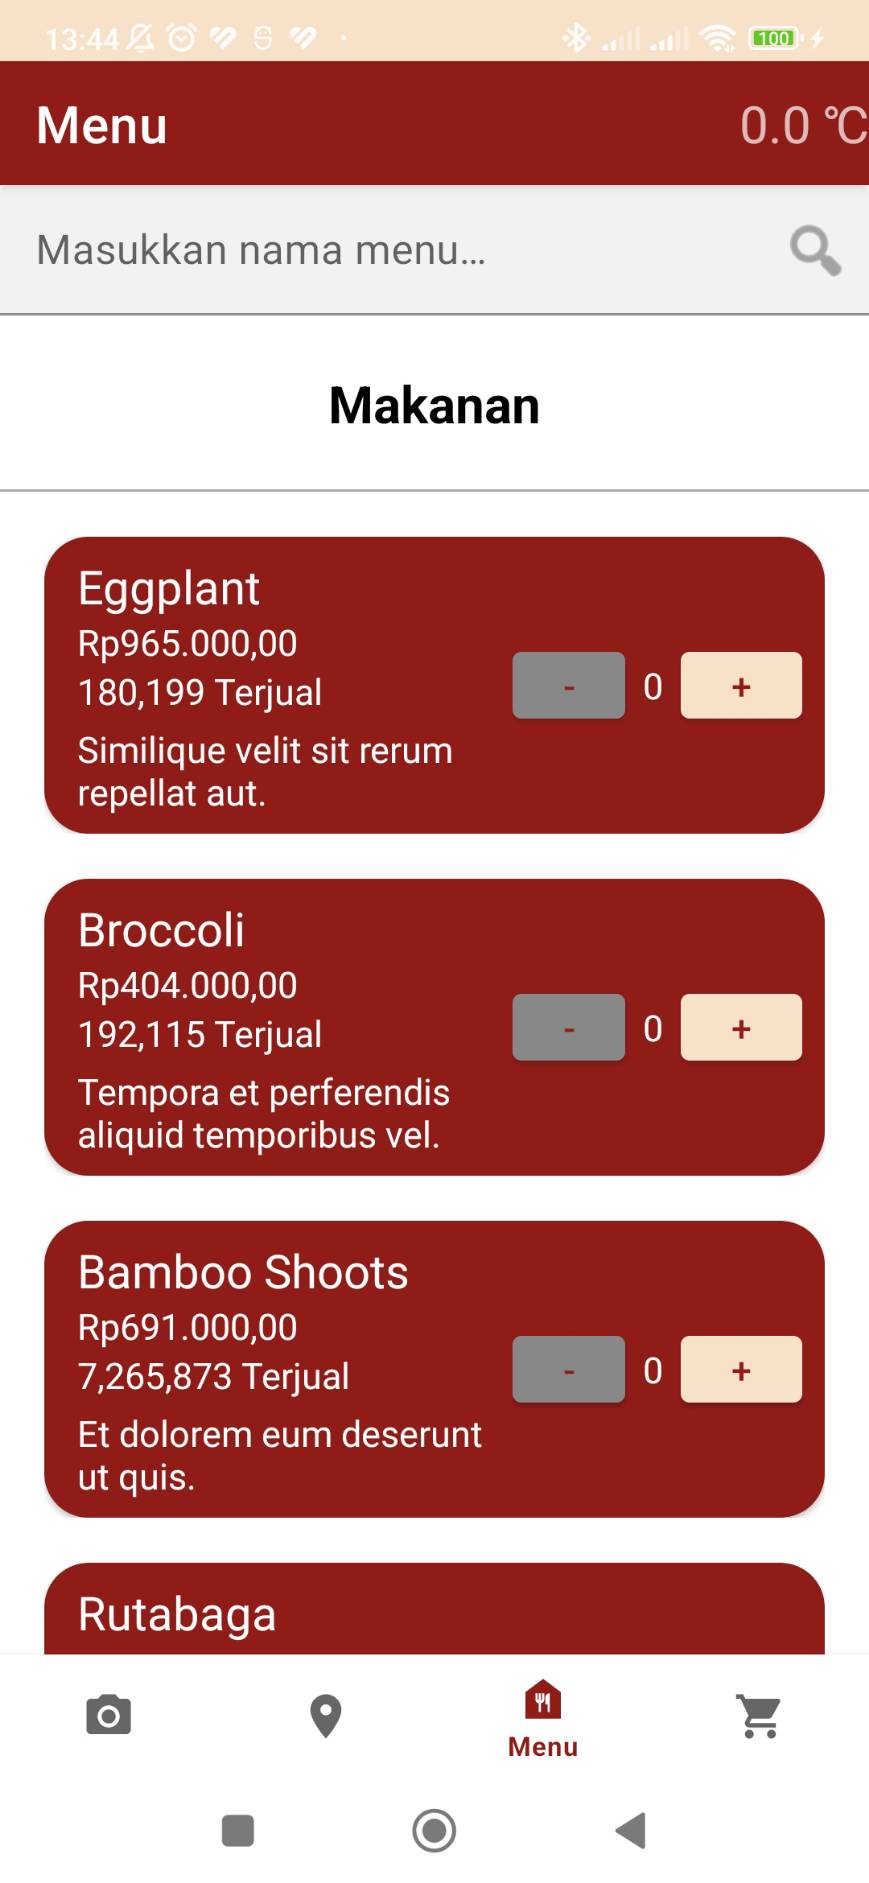 13:44
100
Menu
0.0 °C
Masukkan nama menu...
Makanan
Eggplant
Rp965.000,00
180,199 Terjual
- 0 +
Similique velit sit rerum
repellat aut.
Broccoli
Rp404.000,00
192,115 Terjual
- 0 +
Tempora et perferendis
aliquid temporibus vel.
Bamboo Shoots
Rp691.000,00
7,265,873 Terjual
- 0 +
Et dolorem eum deserunt
ut quis.
Rutabaga
Menu